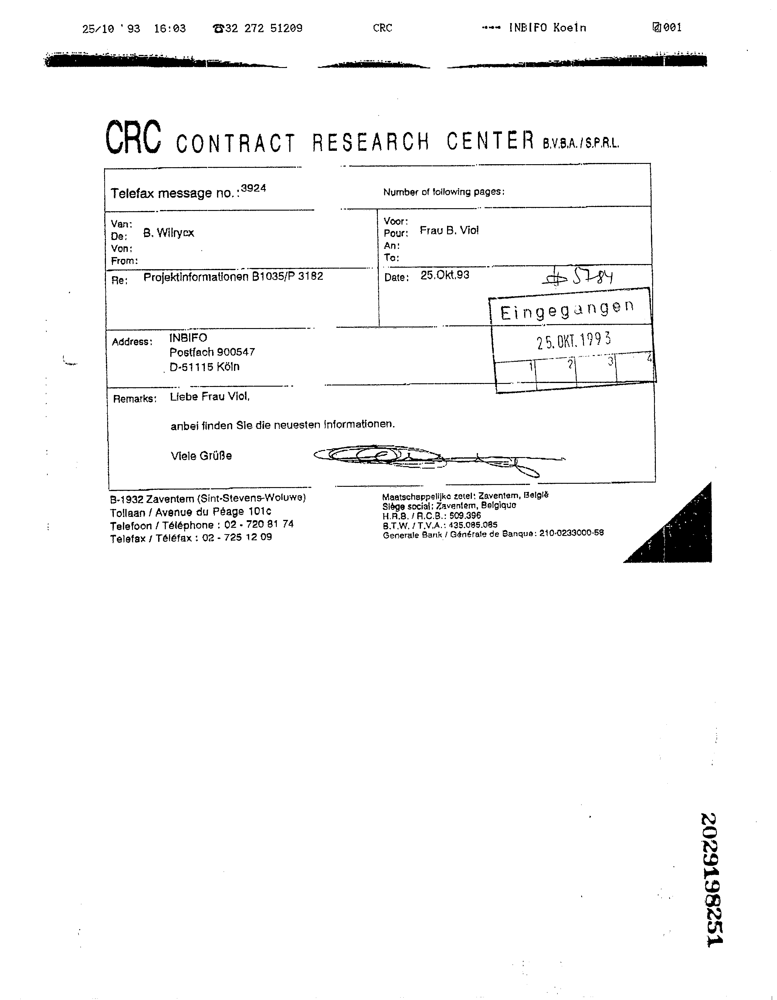 25/10 '93 16:03 ☎32 272 51209 CRC →→→ INBIFO Koeln 001
CRC CONTRACT RESEARCH CENTER B.V.B.A. / S.P.R.L.
Telefax message no.: 3924
Number of following pages:
Van:
De: B. Wilrycx
Von:
From:
Voor:
Pour: Frau B. Viol
An:
To:
Re: Projektinformationen B1035/P 3182
Date: 25.Okt.93
# 5784
Eingegangen
25. OKT. 1993
1 2 3 4
Address: INBIFO
Postfach 900547
D-51115 Köln
Remarks: Liebe Frau Viol,
anbei finden Sie die neuesten Informationen.
Viele Grüße
B-1932 Zaventem (Sint-Stevens-Woluwe)
Tollaan / Avenue du Péage 101c
Telefoon / Téléphone : 02 - 720 81 74
Telefax / Téléfax : 02 - 725 12 09
Maatschappelijke zetel: Zaventem, België
Siège social: Zaventem, Belgique
H.R.B. / R.C.B.: 509.396
B.T.W. / T.V.A.: 435.085.085
Generale Bank / Générale de Banque: 210-0233000-58
2029198251